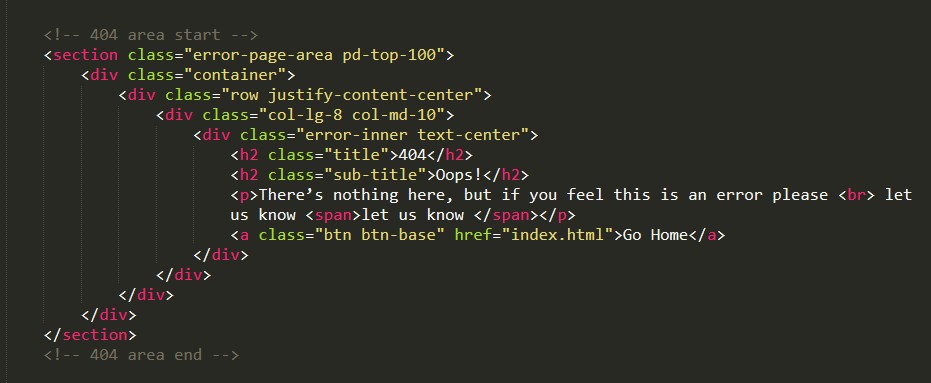 <!-- 404 area start -->
<section class="error-page-area pd-top-100">
<div class="container">
<div class="row justify-content-center">
<div class="col-lg-8 col-md-10">
<div class="error-inner text-center">
<h2 class="title">404</h2>
<h2 class="sub-title">Oops!</h2>
<p>There’s nothing here, but if you feel this is an error please <br> let
us know <span>let us know </span></p>
<a class="btn btn-base" href="index.html">Go Home</a>
</div>
</div>
</div>
</div>
</section>
<!-- 404 area end -->